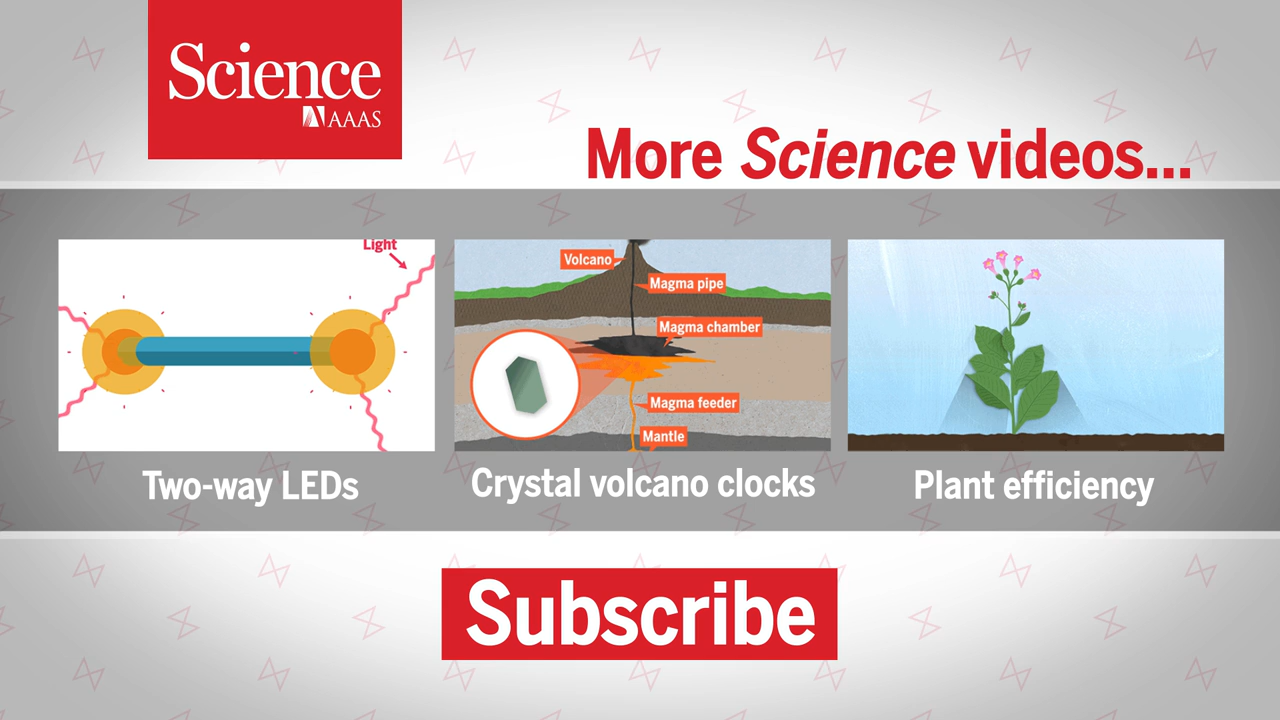 Science
AAAS
More Science videos...
Light
Volcano
Magma pipe
Magma chamber
Magma feeder
Mantle
Two-way LEDs
Crystal volcano clocks
Plant efficiency
Subscribe